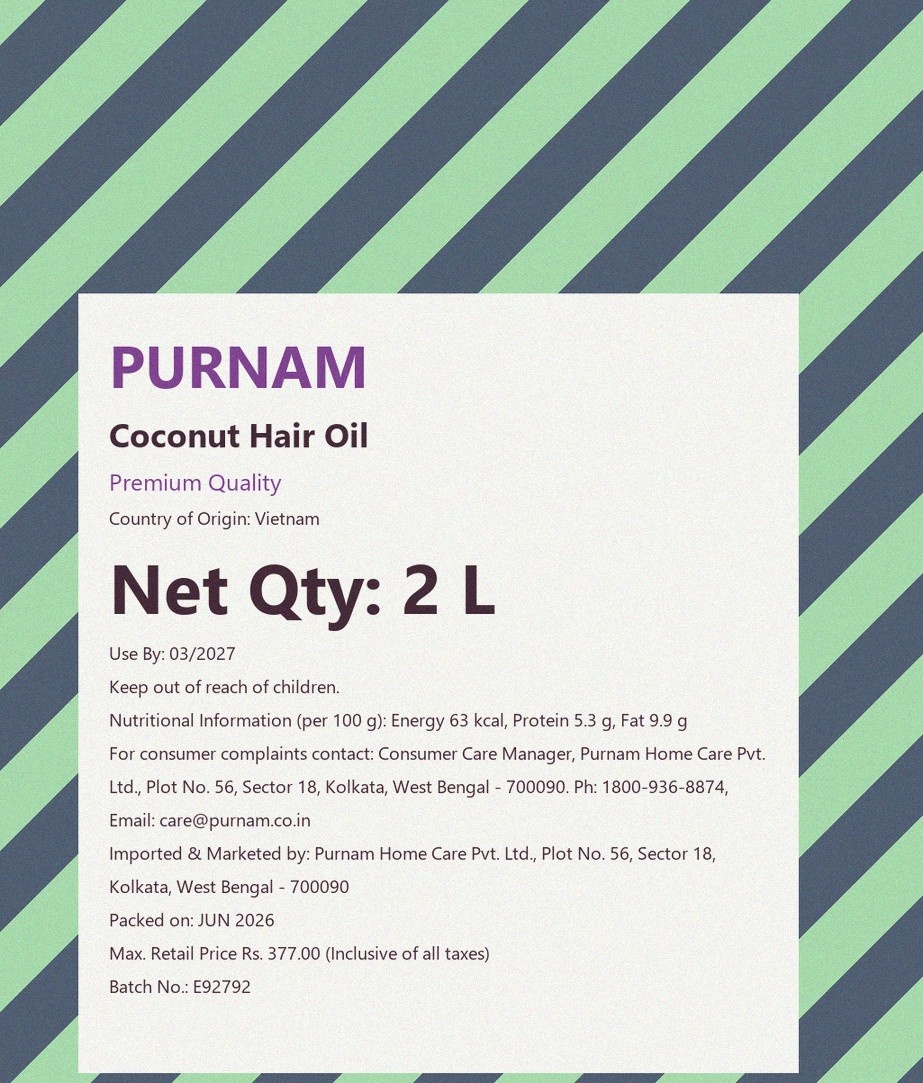 PURNAM
Coconut Hair Oil
Premium Quality
Country of Origin: Vietnam
Net Qty: 2 L
Use By: 03/2027
Keep out of reach of children.
Nutritional Information (per 100 g): Energy 63 kcal, Protein 5.3 g, Fat 9.9 g
For consumer complaints contact: Consumer Care Manager, Purnam Home Care Pvt.
Ltd., Plot No. 56, Sector 18, Kolkata, West Bengal - 700090. Ph: 1800-936-8874,
Email: care@purnam.co.in
Imported & Marketed by: Purnam Home Care Pvt. Ltd., Plot No. 56, Sector 18,
Kolkata, West Bengal - 700090
Packed on: JUN 2026
Max. Retail Price Rs. 377.00 (Inclusive of all taxes)
Batch No.: E92792